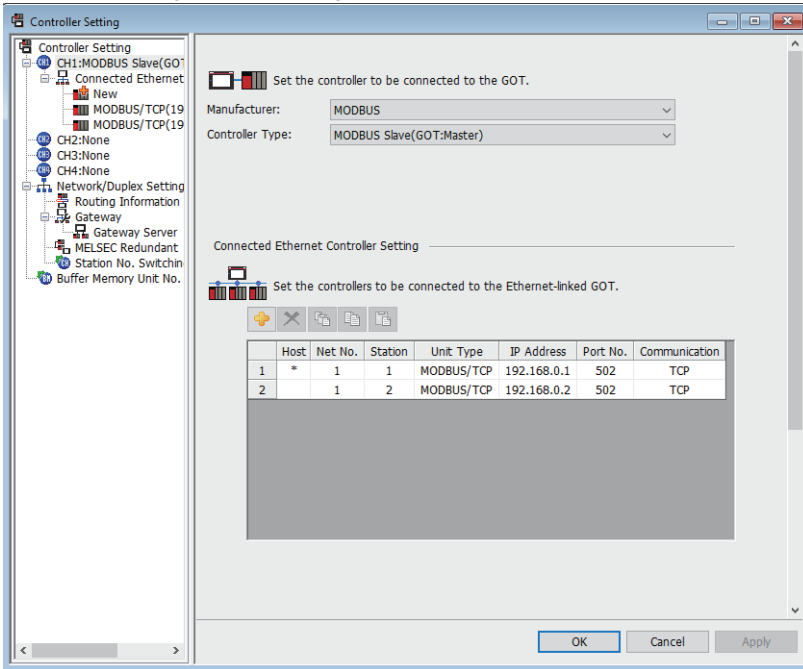 Controller Setting
Controller Setting
CH1:MODBUS Slave(GOT
Connected Ethernet
New
MODBUS/TCP(19
MODBUS/TCP(19
CH2:None
CH3:None
CH4:None
Network/Duplex Setting
Routing Information
Gateway
Gateway Server
MELSEC Redundant
Station No. Switchin
Buffer Memory Unit No.
Set the controller to be connected to the GOT.
Manufacturer: MODBUS
Controller Type: MODBUS Slave(GOT:Master)
Connected Ethernet Controller Setting
Set the controllers to be connected to the Ethernet-linked GOT.
Host Net No. Station Unit Type IP Address Port No. Communication
1 * 1 1 MODBUS/TCP 192.168.0.1 502 TCP
2 1 2 MODBUS/TCP 192.168.0.2 502 TCP
OK Cancel Apply